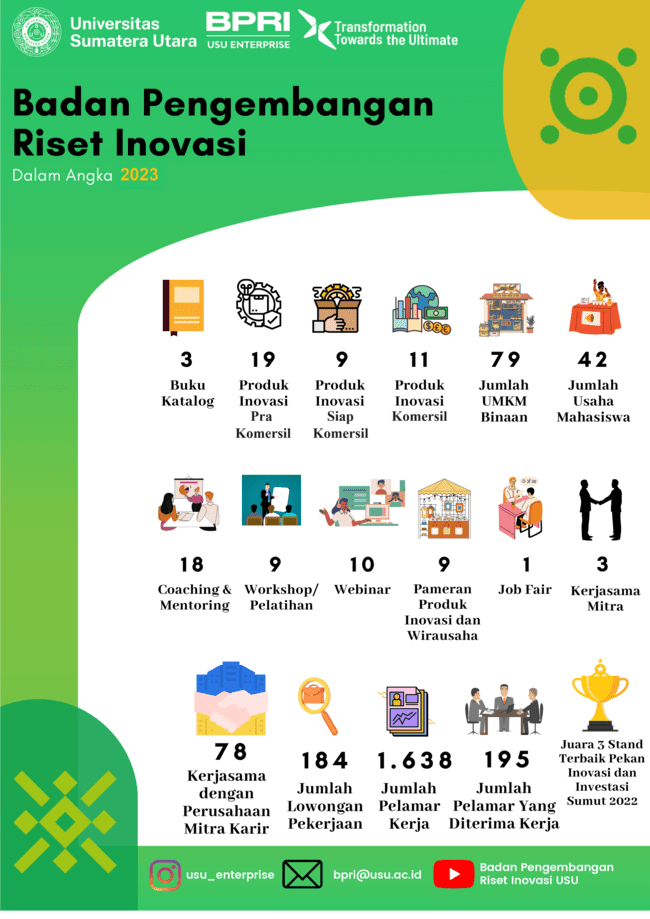 Universitas
Sumatera Utara
BPRI
USU ENTERPRISE
Transformation
Towards the Ultimate
Badan Pengembangan
Riset Inovasi
Dalam Angka 2023
3
Buku
Katalog
19
Produk
Inovasi
Pra
Komersil
9
Produk
Inovasi
Siap
Komersil
11
Produk
Inovasi
Komersil
79
Jumlah
UMKM
Binaan
42
Jumlah
Usaha
Mahasiswa
18
Coaching &
Mentoring
9
Workshop/
Pelatihan
10
Webinar
9
Pameran
Produk
Inovasi dan
Wirausaha
1
Job Fair
3
Kerjasama
Mitra
78
Kerjasama
dengan
Perusahaan
Mitra Karir
184
Jumlah
Lowongan
Pekerjaan
1.638
Jumlah
Pelamar
Kerja
195
Jumlah
Pelamar Yang
Diterima Kerja
Juara 3 Stand
Terbaik Pekan
Inovasi dan
Investasi
Sumut 2022
usu_enterprise
bpri@usu.ac.id
Badan Pengembangan
Riset Inovasi USU